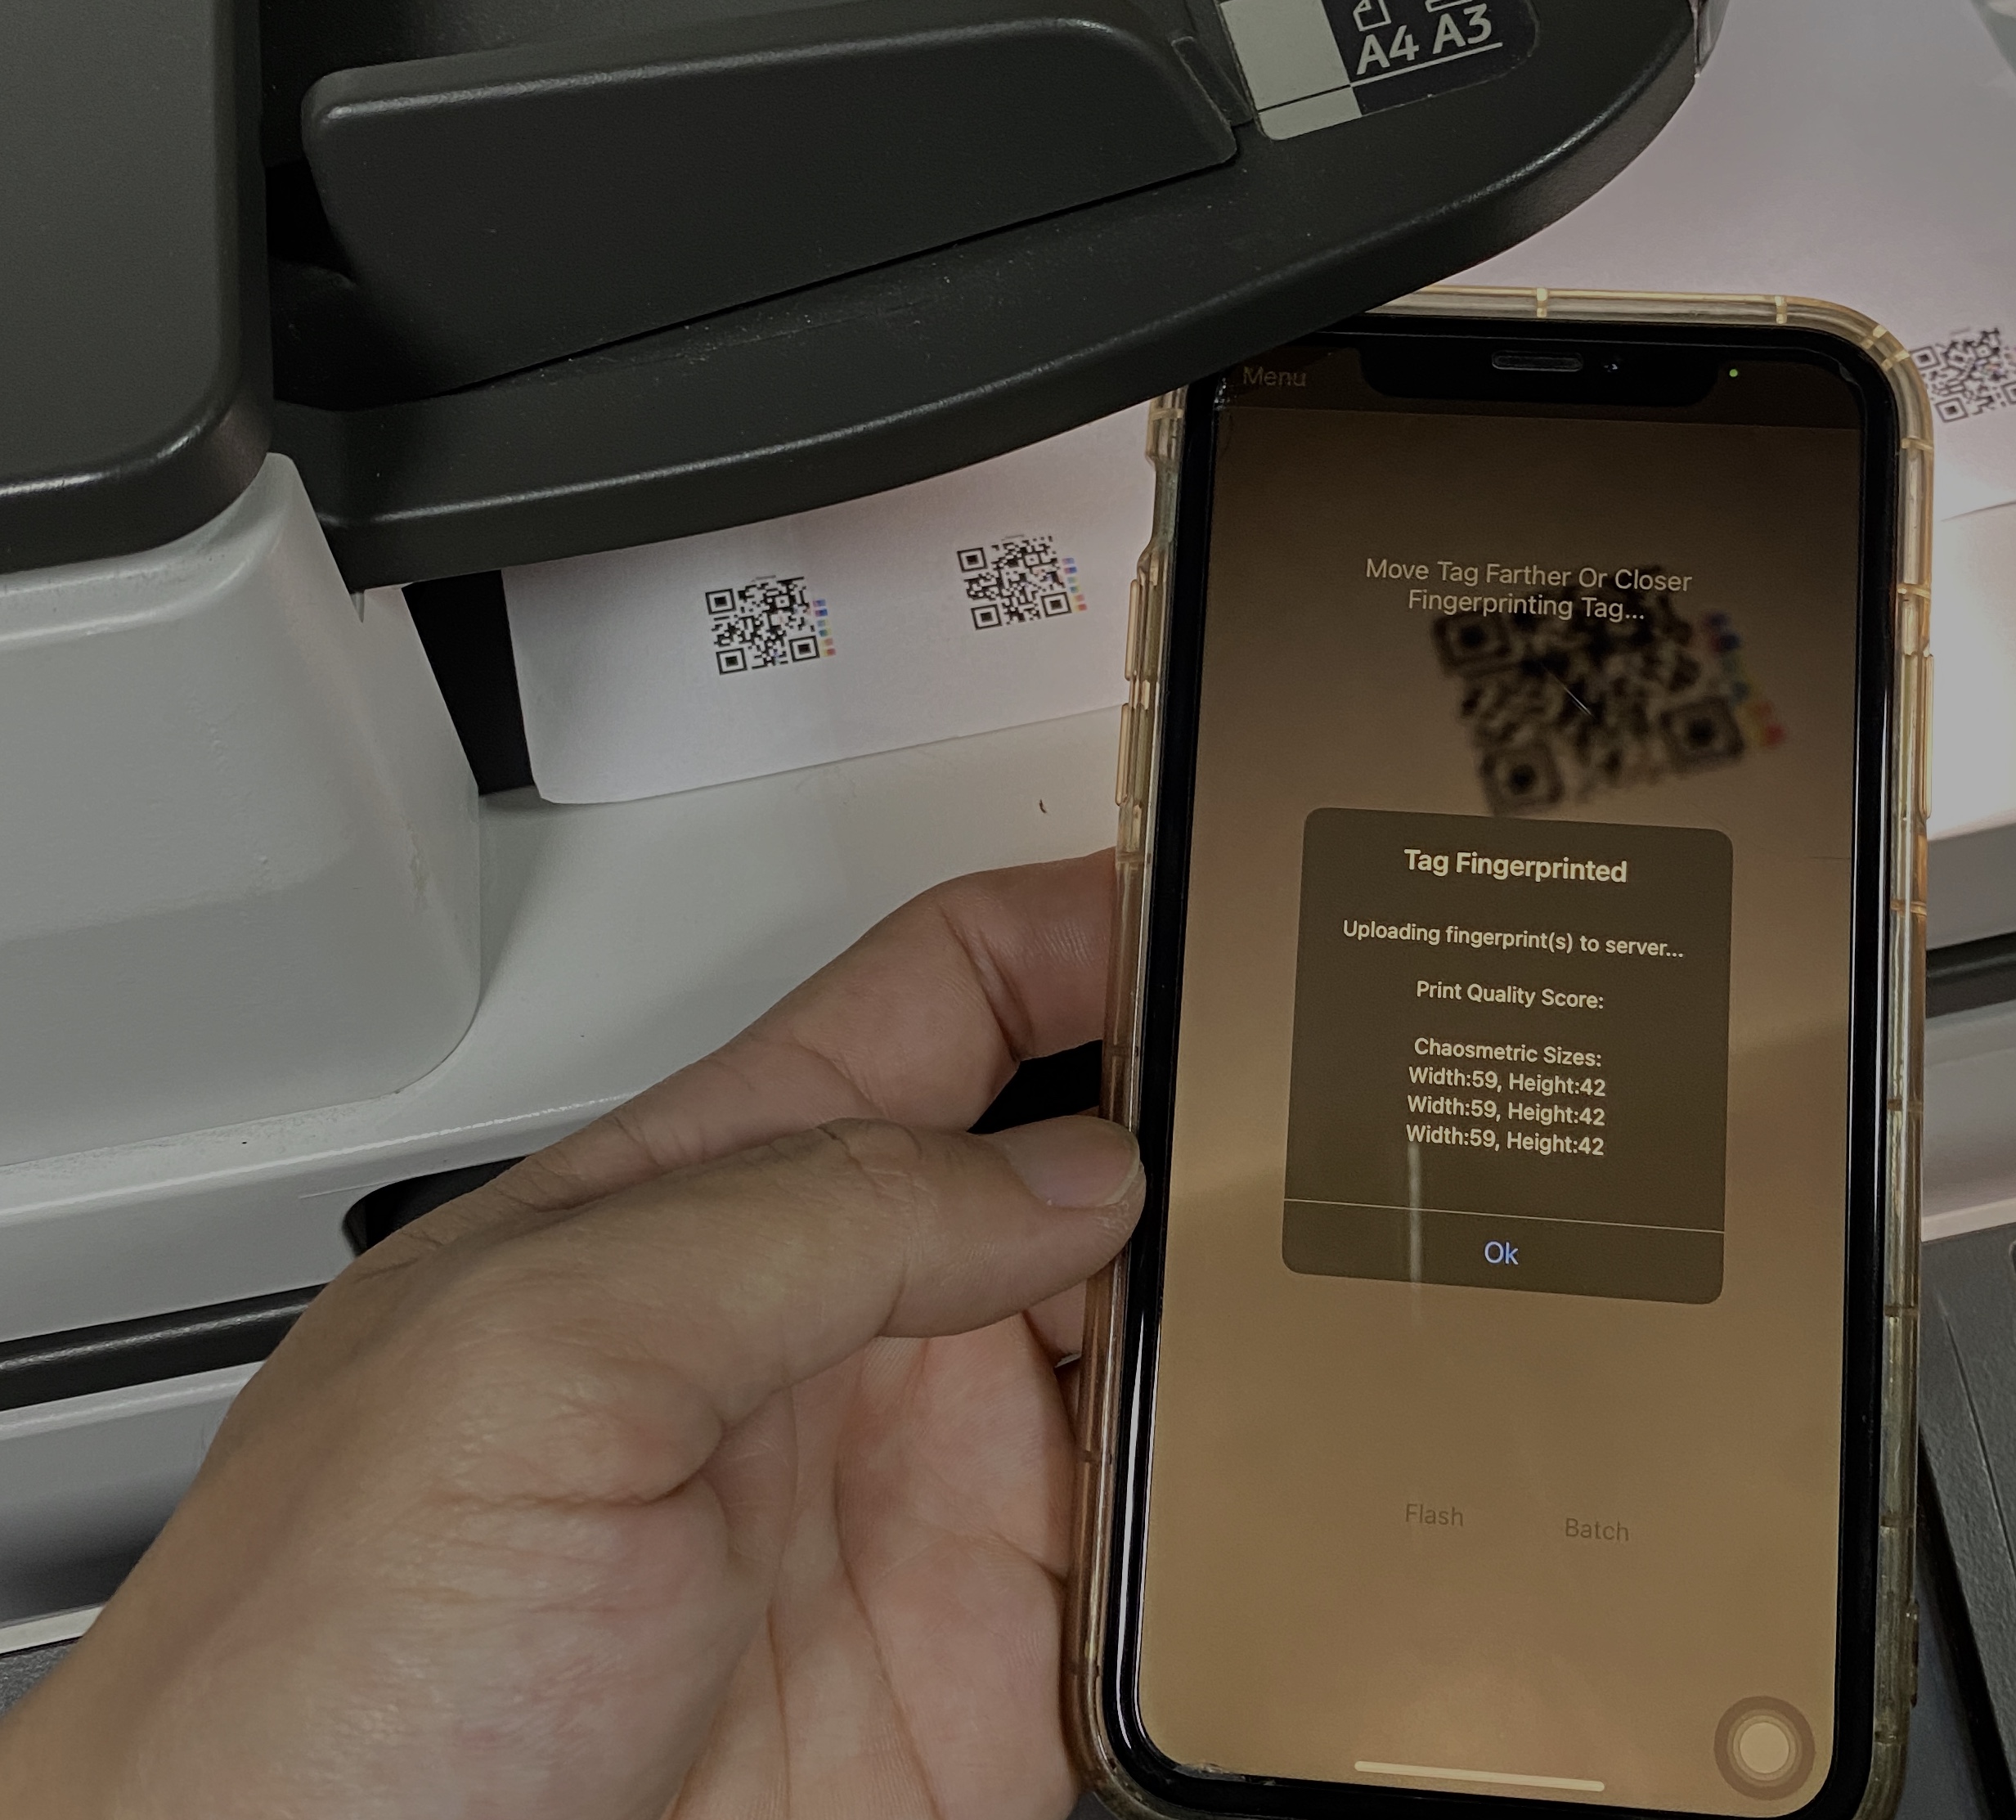 A4 A3
Menu
Move Tag Farther Or Closer
Fingerprinting Tag...
Tag Fingerprinted
Uploading fingerprint(s) to server...
Print Quality Score:
Chaosmetric Sizes:
Width:59, Height:42
Width:59, Height:42
Width:59, Height:42
Ok
Flash
Batch